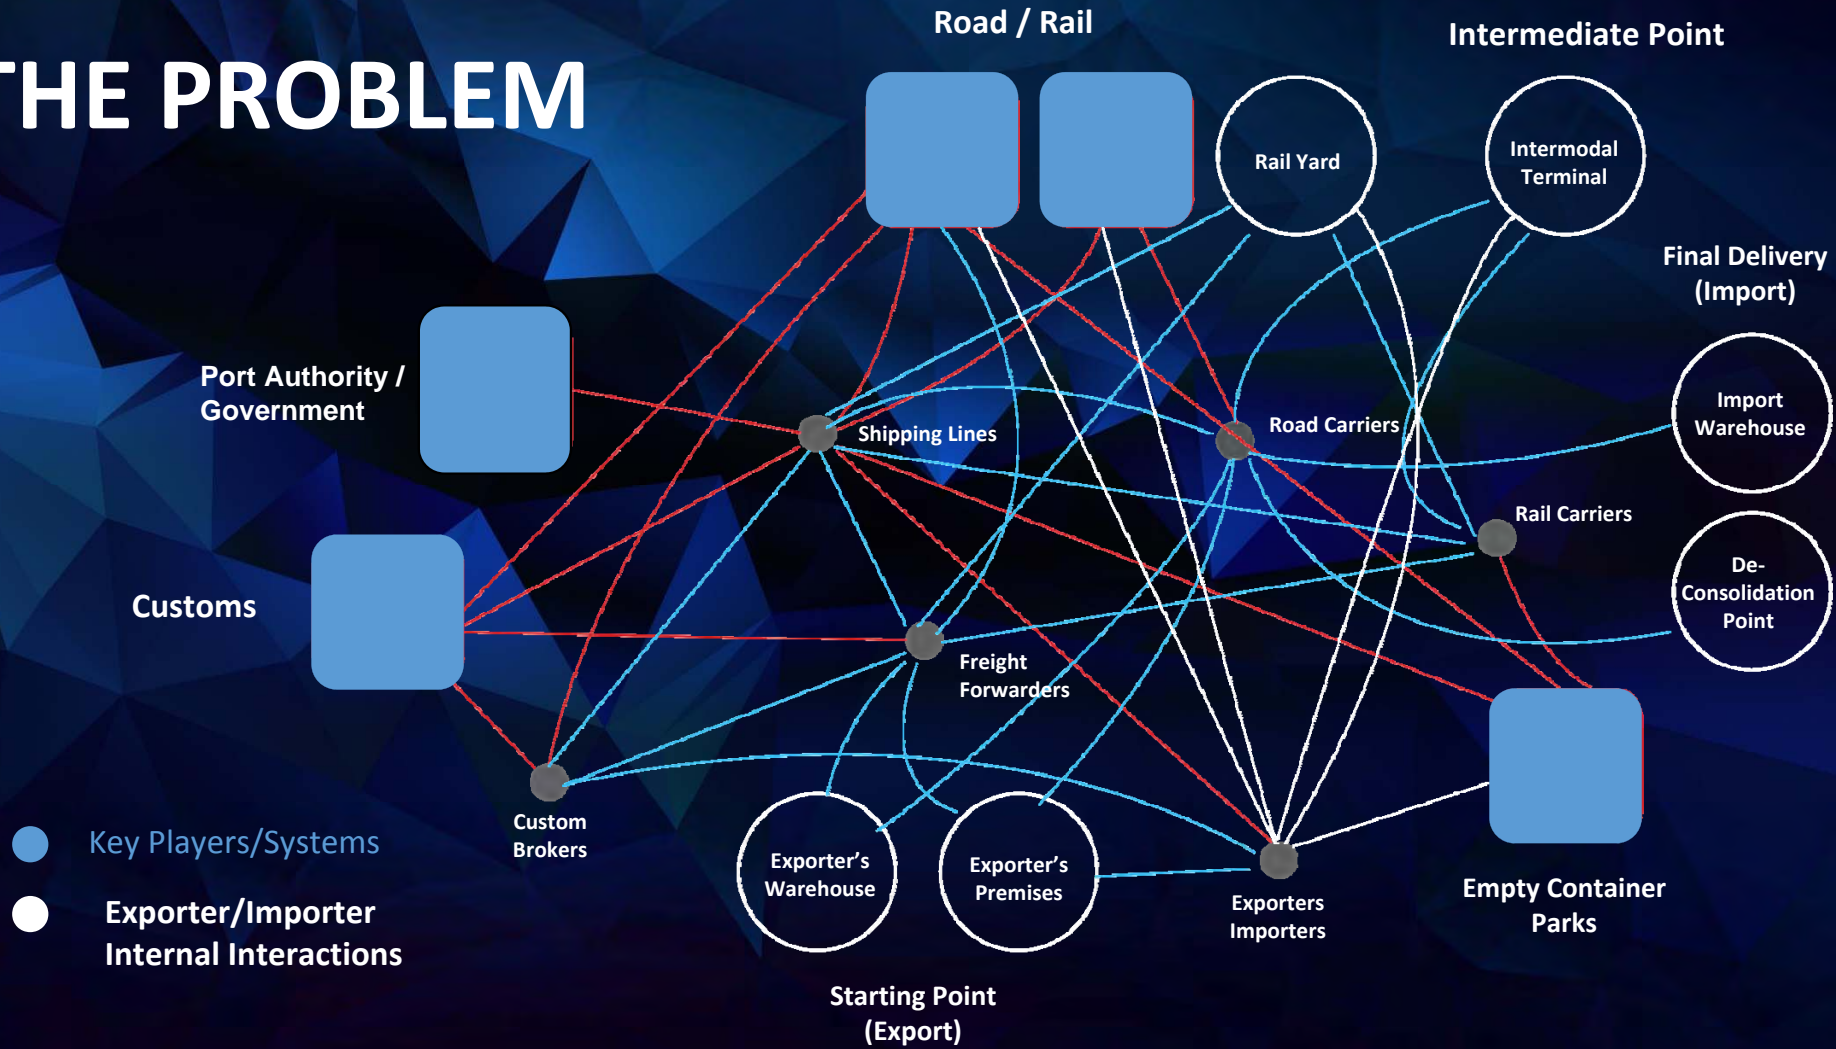 THE PROBLEM
Road / Rail
Intermediate Point
Rail Yard
Intermodal
Terminal
Final Delivery
(Import)
Port Authority /
Government
Import
Warehouse
Shipping Lines
Road Carriers
Rail Carriers
De-
Consolidation
Point
Customs
Freight
Forwarders
Custom
Brokers
Key Players/Systems
Exporter/Importer
Internal Interactions
Exporter's
Warehouse
Exporter's
Premises
Exporters
Importers
Empty Container
Parks
Starting Point
(Export)